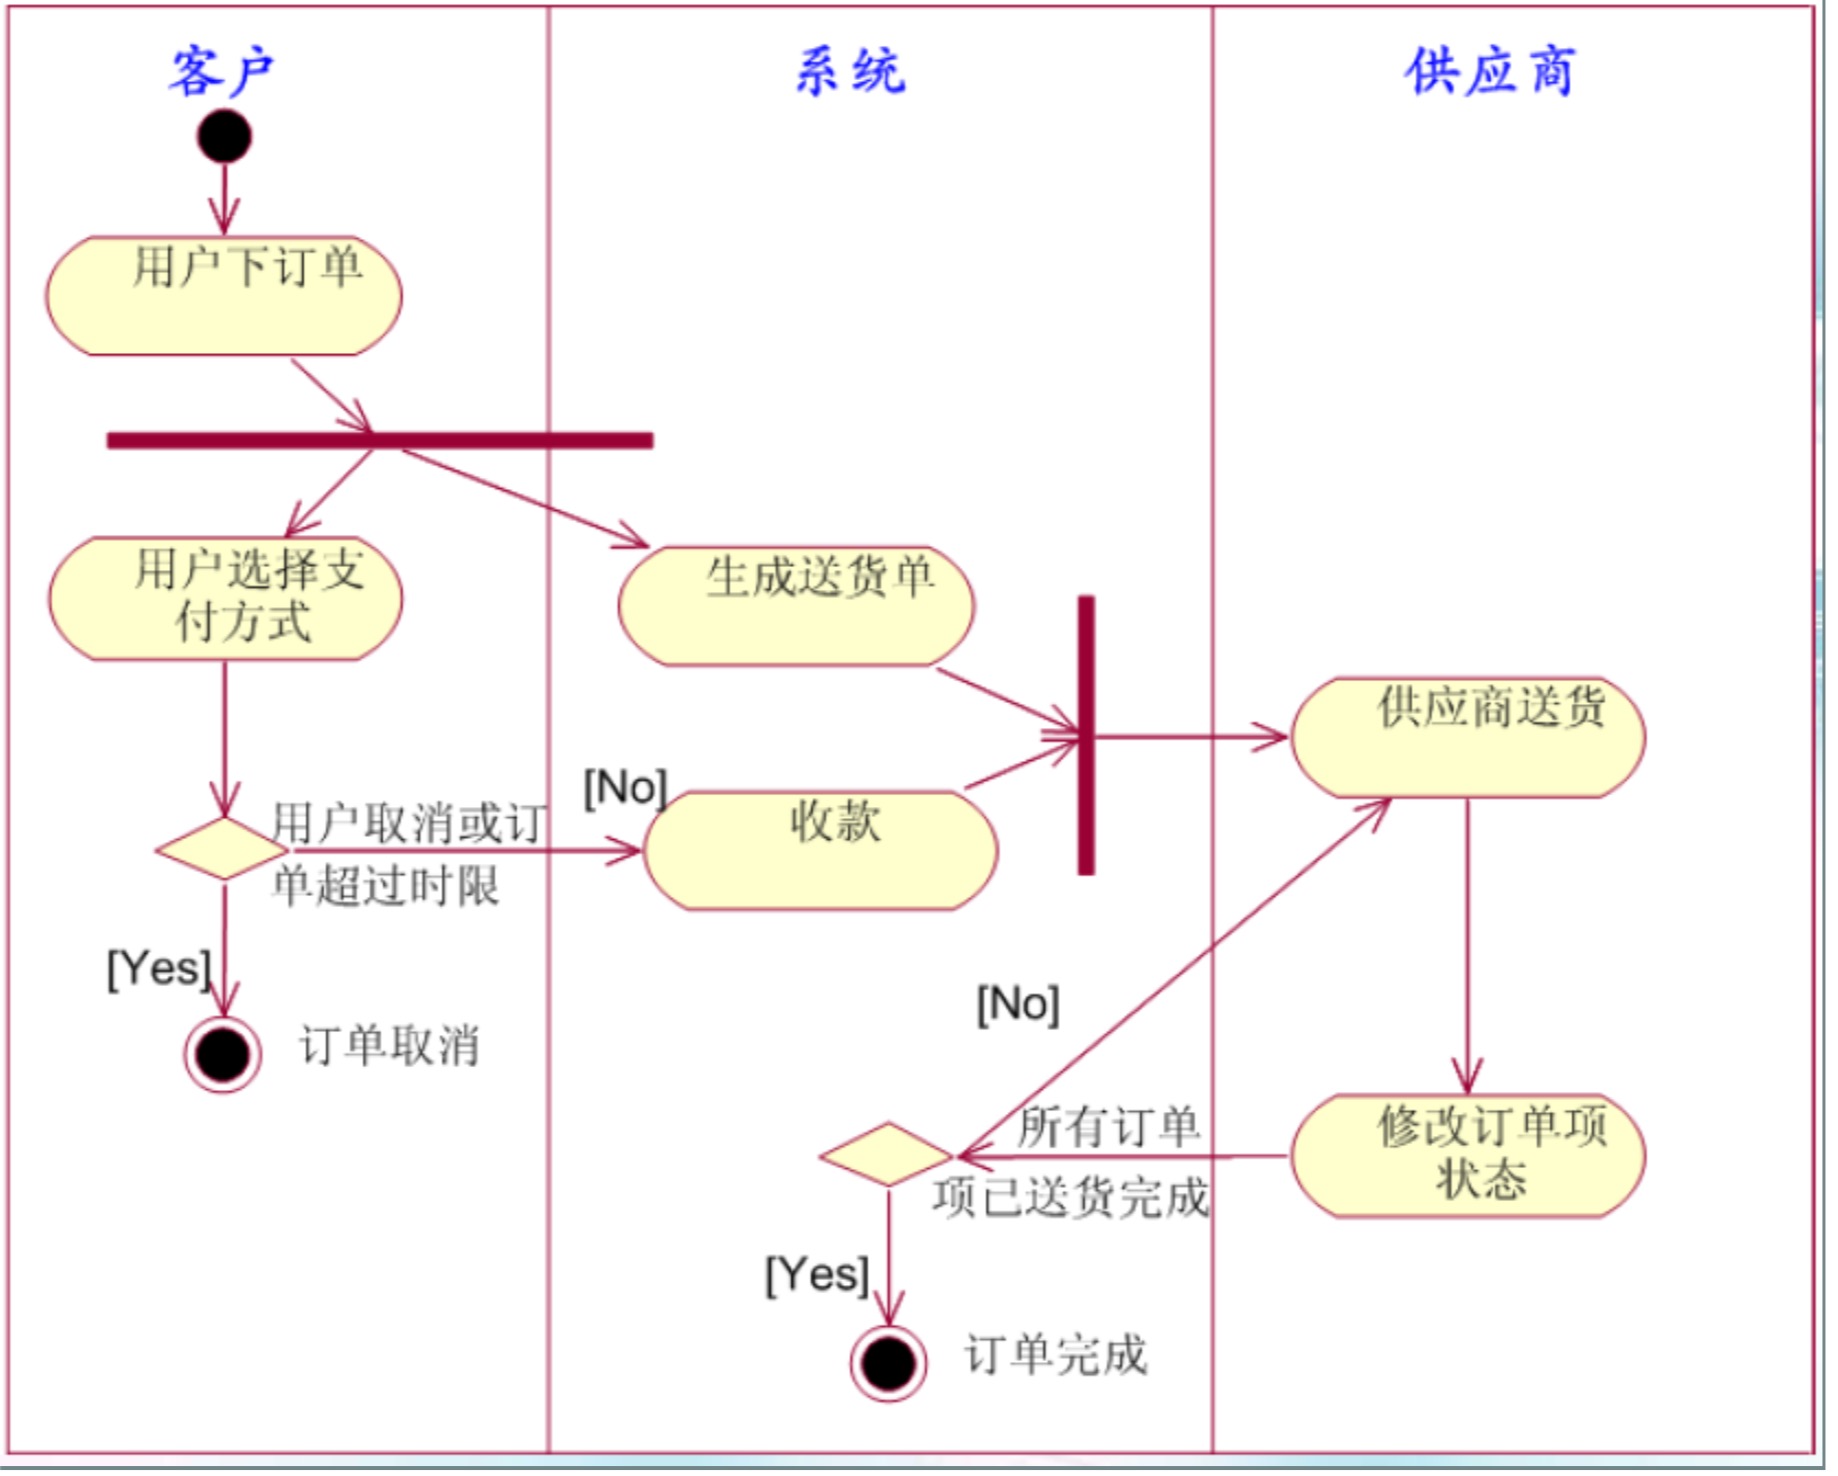 客户
系统
供应商
用户下订单
用户选择支
付方式
生成送货单
供应商送货
[No]
用户取消或订
单超过时限
收款
[Yes]
订单取消
[No]
所有订单
项已送货完成
修改订单项
状态
[Yes]
订单完成